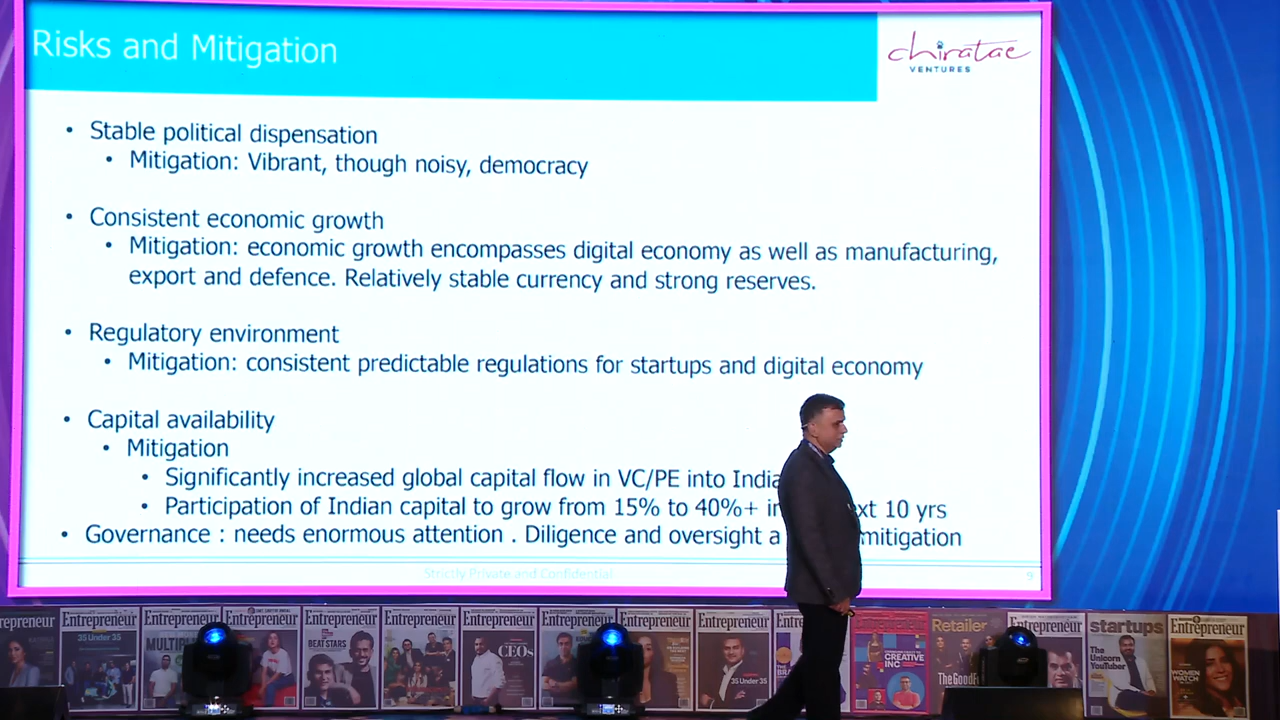 Risks and Mitigation
chiratae
VENTURES
• Stable political dispensation
• Mitigation: Vibrant, though noisy, democracy
• Consistent economic growth
• Mitigation: economic growth encompasses digital economy as well as manufacturing,
export and defence. Relatively stable currency and strong reserves.
• Regulatory environment
• Mitigation: consistent predictable regulations for startups and digital economy
• Capital availability
• Mitigation
• Significantly increased global capital flow in VC/PE into India
• Participation of Indian capital to grow from 15% to 40%+ in ext 10 yrs
• Governance : needs enormous attention . Diligence and oversight a mitigation
Strictly Private and Confidential
9
Entrepreneur
35 Under 35
Entrepreneur
Entrepreneur
Entrepreneur
BEAT STARS
Entrepreneur
Entrepreneur
CEOs
Entrepreneur
Entrepreneur
Entrepreneur
35 Under 35
CREATIVE
INC
Retailer
Entrepreneur
startups
The
Unicorn
YouTuber
Entrepreneur
WOMEN
WATCH